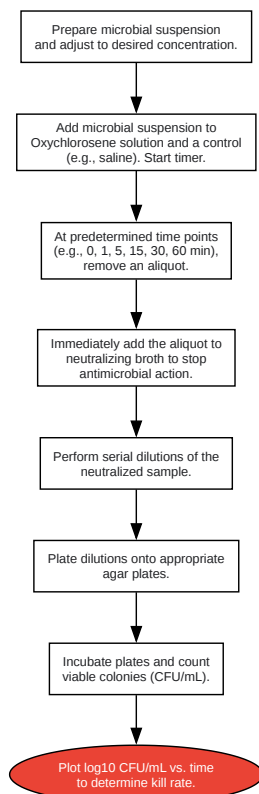 Prepare microbial suspension
and adjust to desired concentration.
Add microbial suspension to
Oxychlorosene solution and a control
(e.g., saline). Start timer.
At predetermined time points
(e.g., 0, 1, 5, 15, 30, 60 min),
remove an aliquot.
Immediately add the aliquot to
neutralizing broth to stop
antimicrobial action.
Perform serial dilutions of the
neutralized sample.
Plate dilutions onto appropriate
agar plates.
Incubate plates and count
viable colonies (CFU/mL).
Plot log10 CFU/mL vs. time
to determine kill rate.